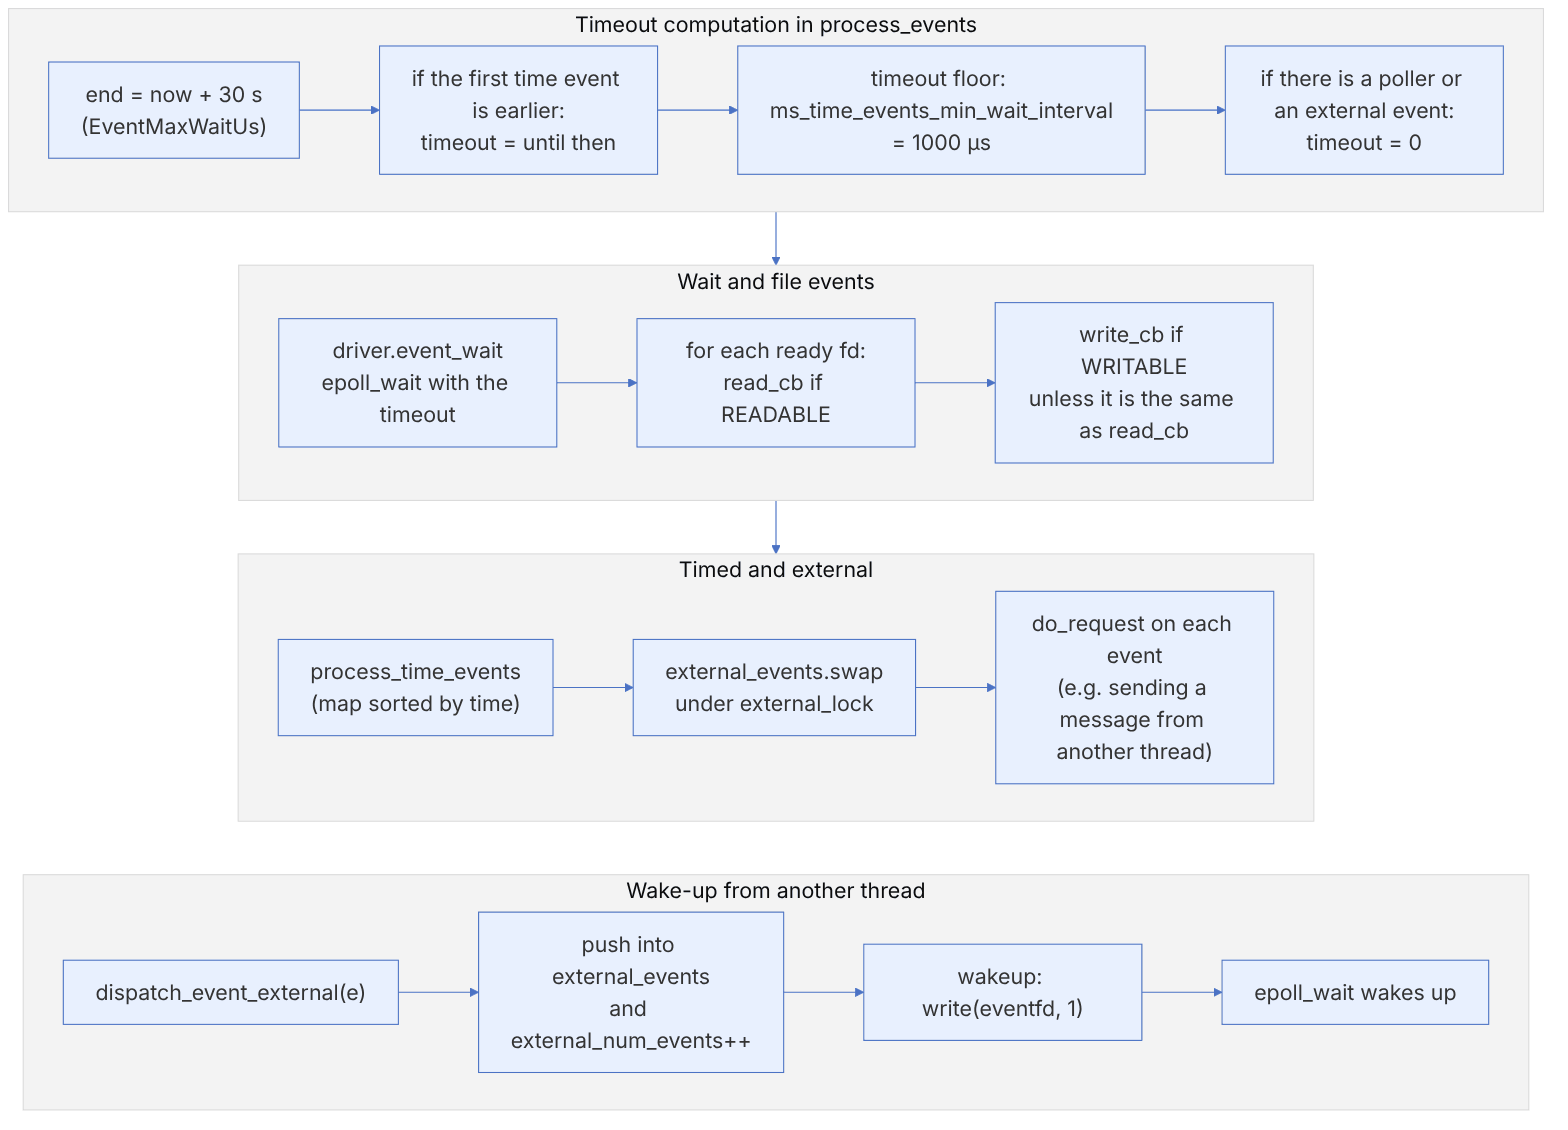 Timeout computation in process_events
end = now + 30 s
(EventMaxWaitUs)
if the first time event
is earlier:
timeout = until then
timeout floor:
ms_time_events_min_wait_interval
= 1000 µs
if there is a poller or
an external event:
timeout = 0
Wait and file events
driver.event_wait
epoll_wait with the
timeout
for each ready fd:
read_cb if
READABLE
write_cb if
WRITABLE
unless it is the same
as read_cb
Timed and external
process_time_events
(map sorted by time)
external_events.swap
under external_lock
do_request on each
event
(e.g. sending a
message from
another thread)
Wake-up from another thread
dispatch_event_external(e)
push into
external_events
and
external_num_events++
wakeup:
write(eventfd, 1)
epoll_wait wakes up